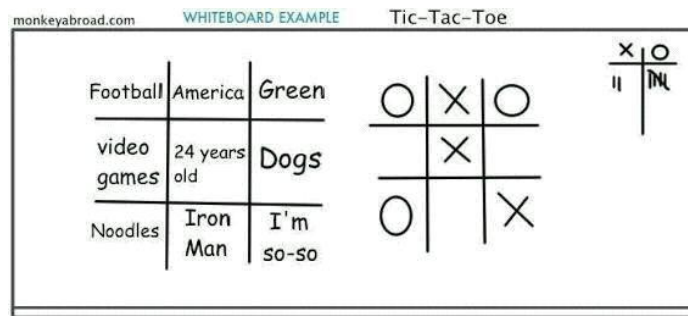 monkeyabroad.com WHITEBOARD EXAMPLE Tic-Tac-Toe
Football America Green
video games 24 years old Dogs
Noodles Iron Man I'm so-so
O X O
X
O X
X O